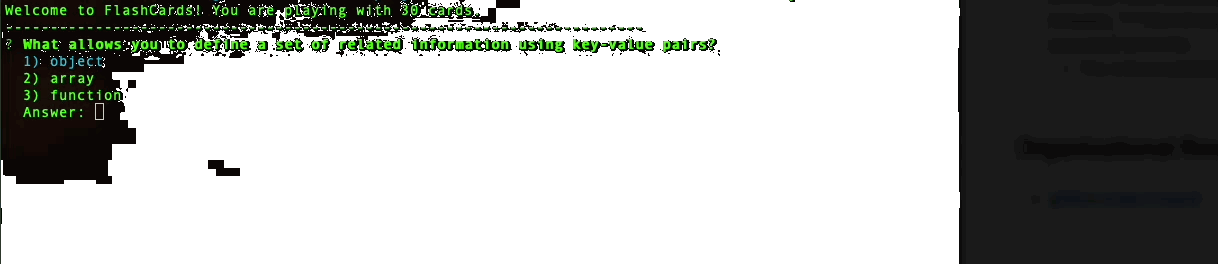 Welcome to FlashCards! You are playing with 30 cards.
-----------------------------------------------------------------------
? What allows you to define a set of related information using key-value pairs?
1) object
2) array
3) function
Answer: